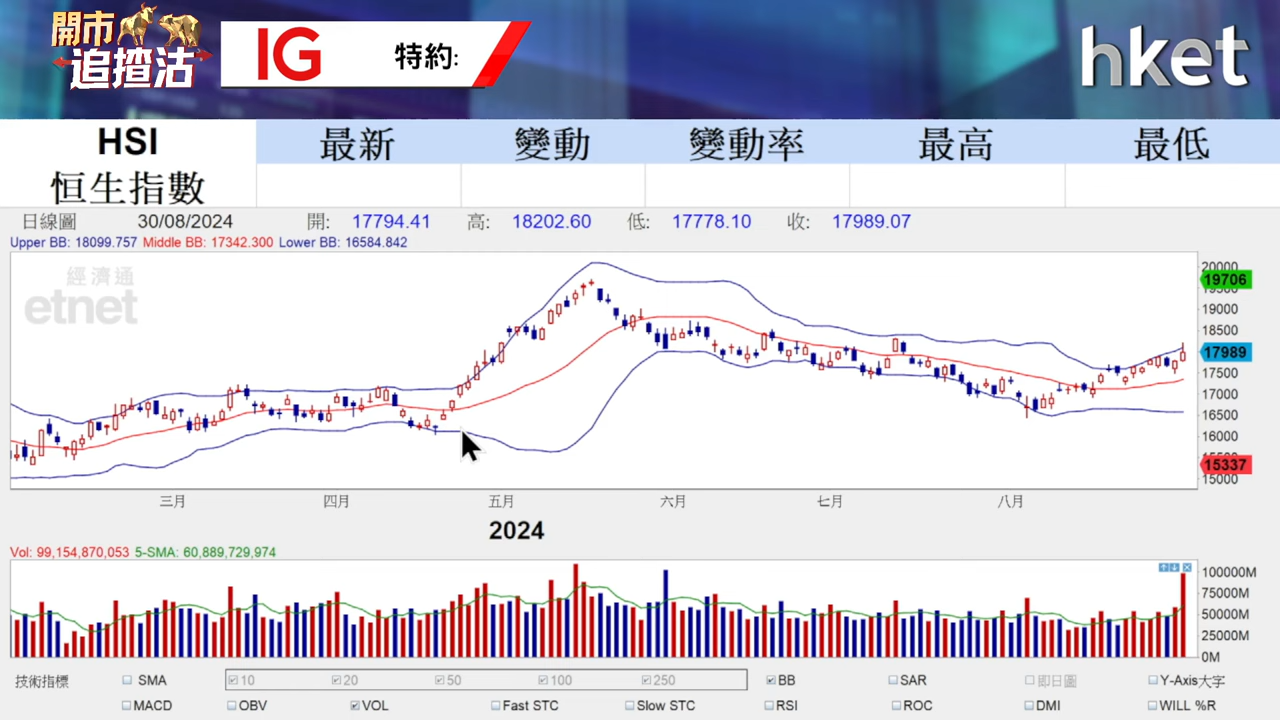 開市
追揸沽
IG 特約:
hket
HSI 最新 變動 變動率 最高 最低
恒生指數
日線圖 30/08/2024 開: 17794.41 高: 18202.60 低: 17778.10 收: 17989.07
Upper BB: 18099.757 Middle BB: 17342.300 Lower BB: 16584.842
經濟通
etnet
20000
19706
19000
18500
17989
17500
17000
16500
16000
15337
15000
三月 四月 五月 六月 七月 八月
2024
Vol: 99,154,870,053 5-SMA: 60,889,729,974
100000M
75000M
50000M
25000M
0M
技術指標 SMA 10 20 50 100 250 BB SAR 即日圖 Y-Axis大字
MACD OBV VOL Fast STC Slow STC RSI ROC DMI WILL %R